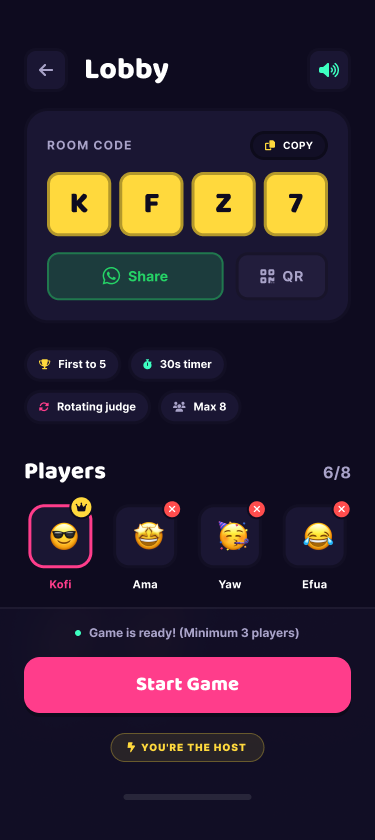 Lobby
ROOM CODE
COPY
K F Z 7
Share
QR
First to 5
30s timer
Rotating judge
Max 8
Players
6/8
Kofi
Ama
Yaw
Efua
Game is ready! (Minimum 3 players)
Start Game
YOU'RE THE HOST